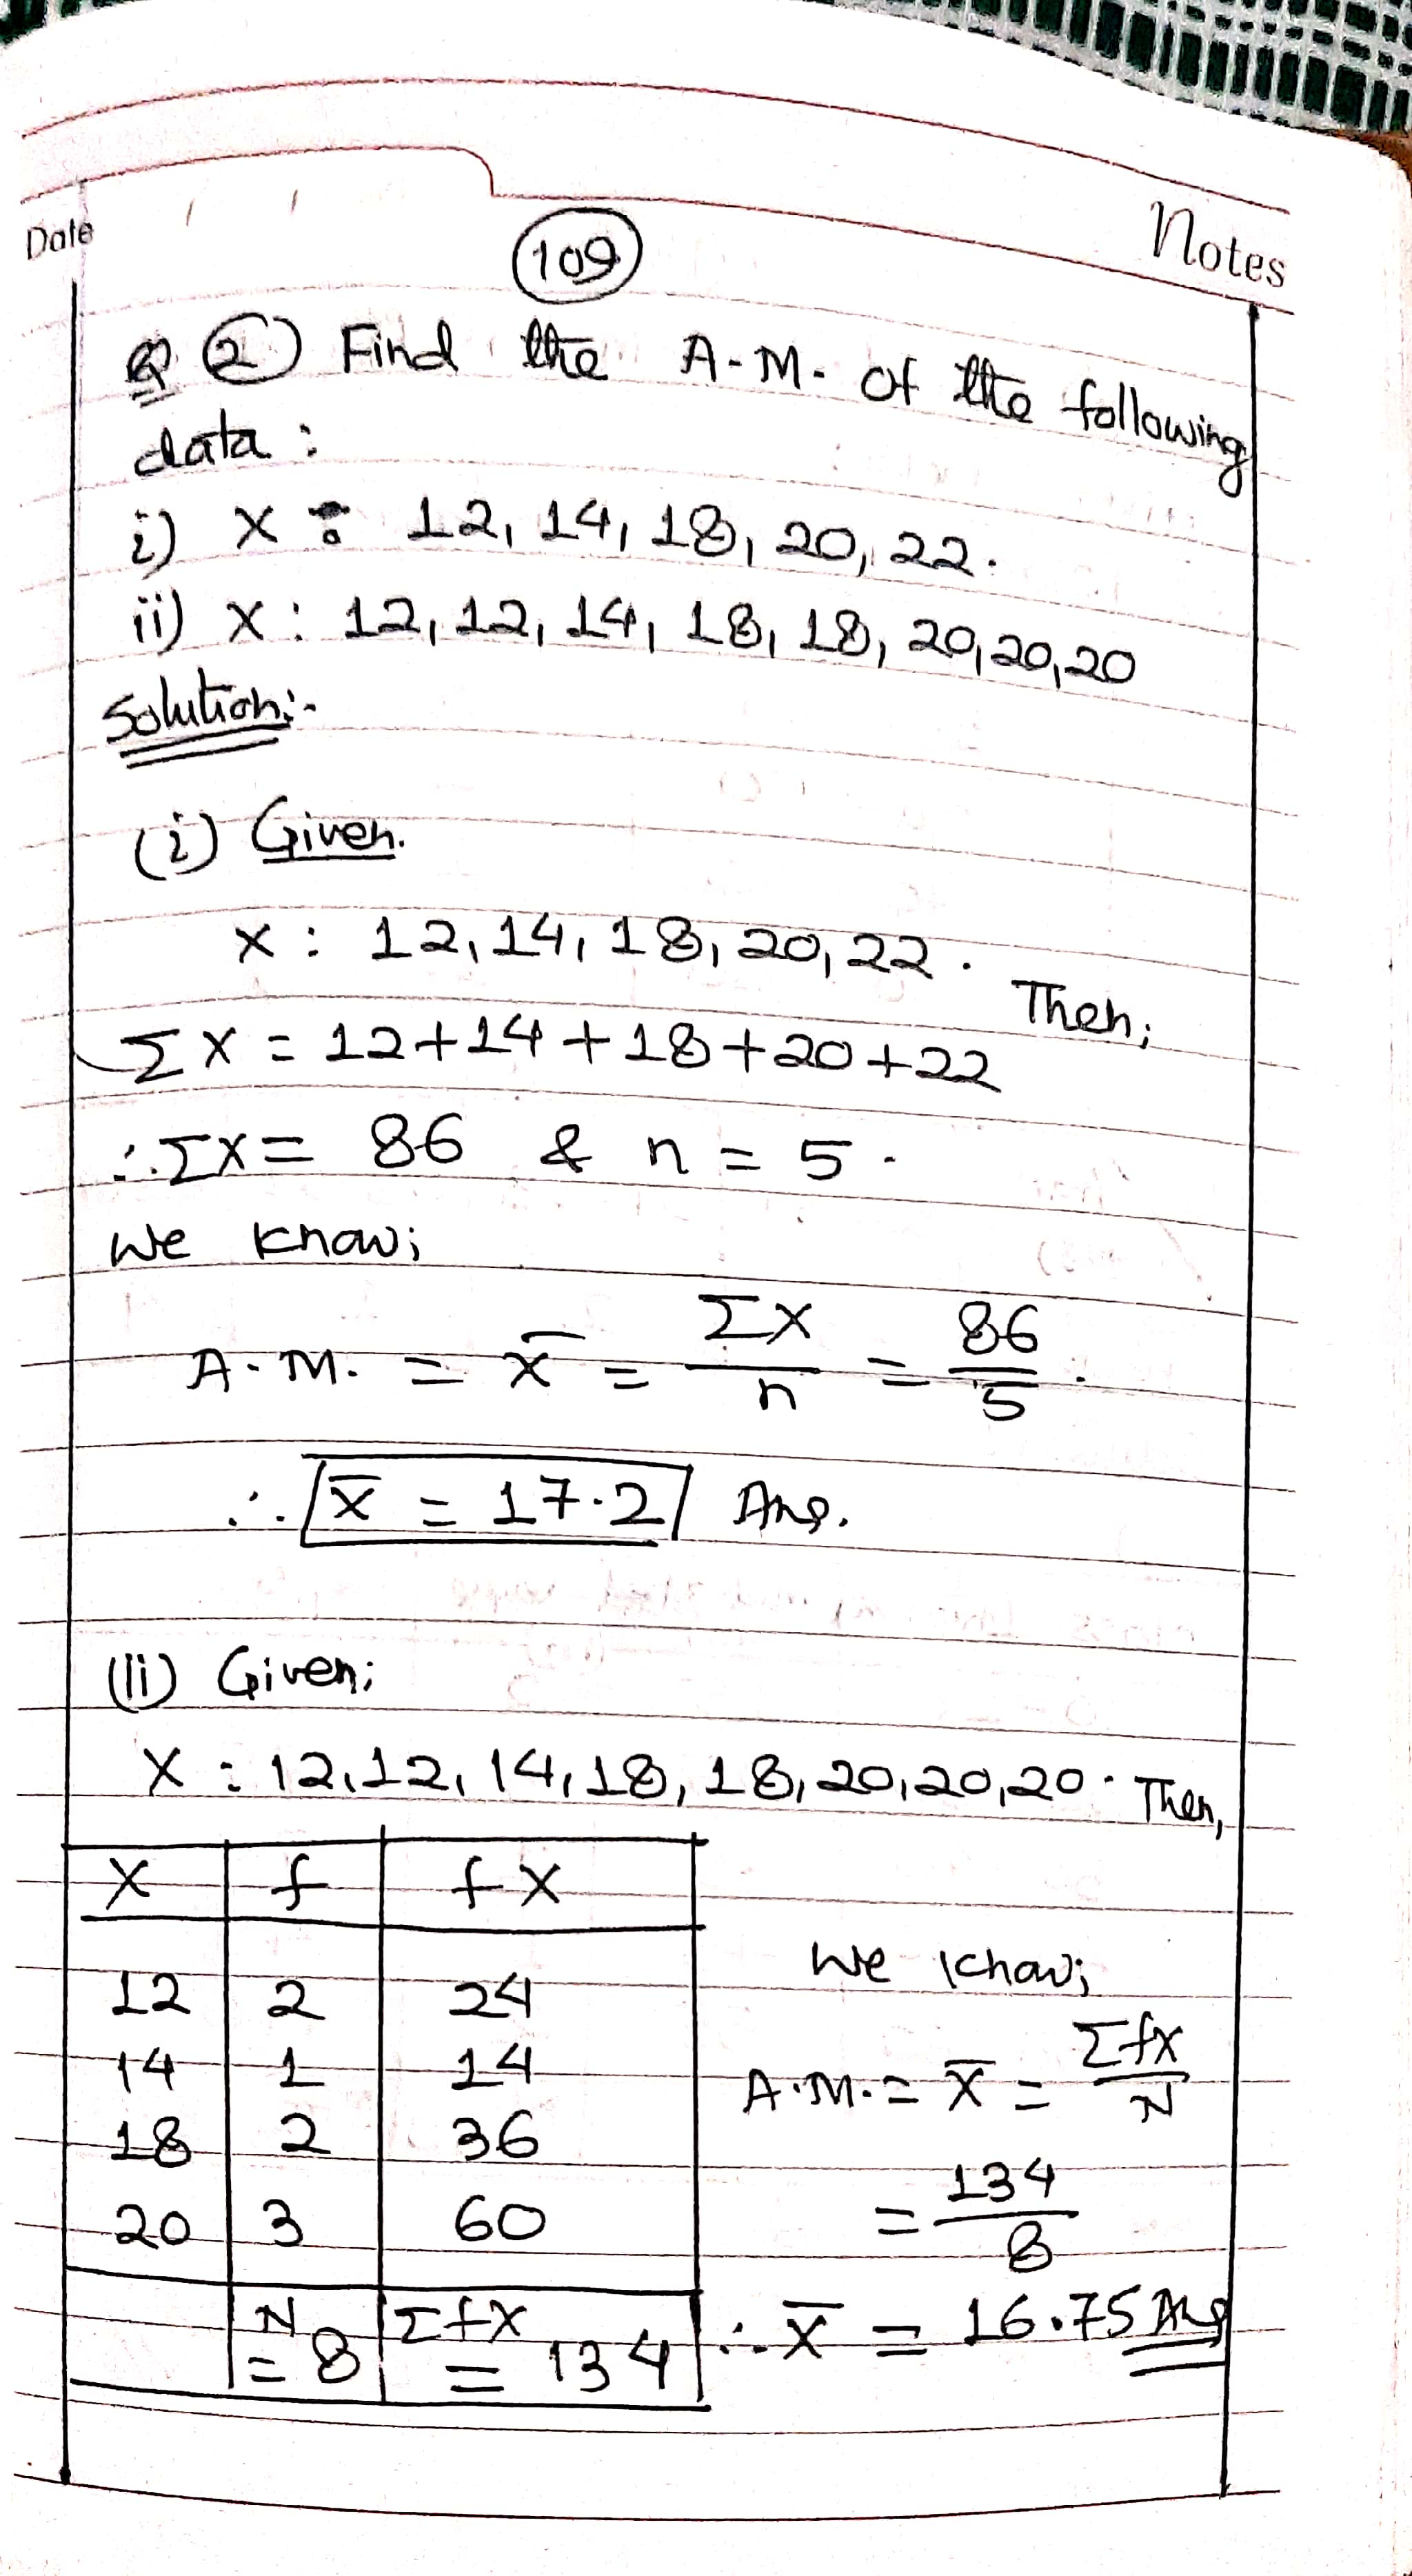 Date / /
Notes
109
Q 2 Find the A.M. of the following
data :
i) X : 12, 14, 18, 20, 22.
ii) X : 12, 12, 14, 18, 18, 20, 20, 20
Solution:-
(i) Given.
X : 12, 14, 18, 20, 22. Then;
ΣX = 12+14+18+20+22
∴ ΣX = 86 & n = 5.
We know;
A.M. = x̄ = ΣX/n = 86/5.
∴ x̄ = 17.2 Ans.
(ii) Given;
X : 12, 12, 14, 18, 18, 20, 20, 20. Then,
X f fX
12 2 24
14 1 14
18 2 36
20 3 60
N = 8 ΣfX = 134
We know;
A.M. = x̄ = ΣfX/N
= 134/8
∴ x̄ = 16.75 Ans